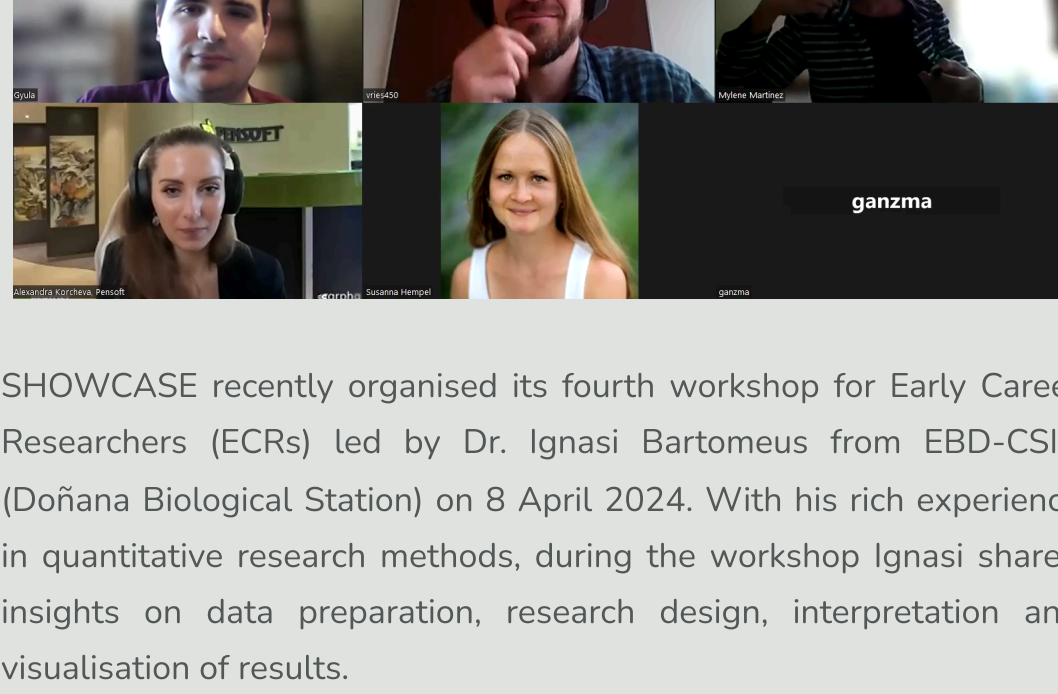 Gyula
vries450
Mylene Martinez
PENSOFT
ganzma
Alexandra Korcheva, Pensoft
arpha
Susanna Hempel
ganzma
SHOWCASE recently organised its fourth workshop for Early Caree
Researchers (ECRs) led by Dr. Ignasi Bartomeus from EBD-CSI
(Doñana Biological Station) on 8 April 2024. With his rich experienc
in quantitative research methods, during the workshop Ignasi share
insights on data preparation, research design, interpretation an
visualisation of results.